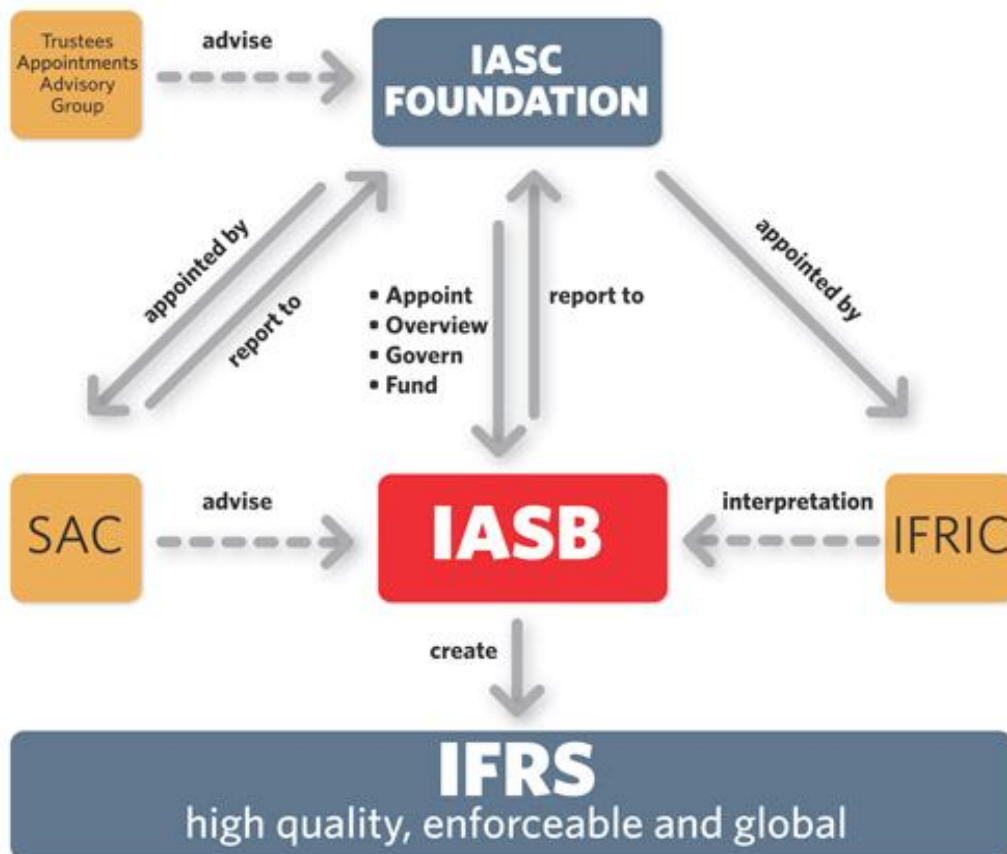 Trustees
Appointments
Advisory
Group
advise
IASC
FOUNDATION
appointed by
report to
• Appoint
• Overview
• Govern
• Fund
report to
appointed by
SAC
advise
IASB
interpretation
IFRIC
create
IFRS
high quality, enforceable and global